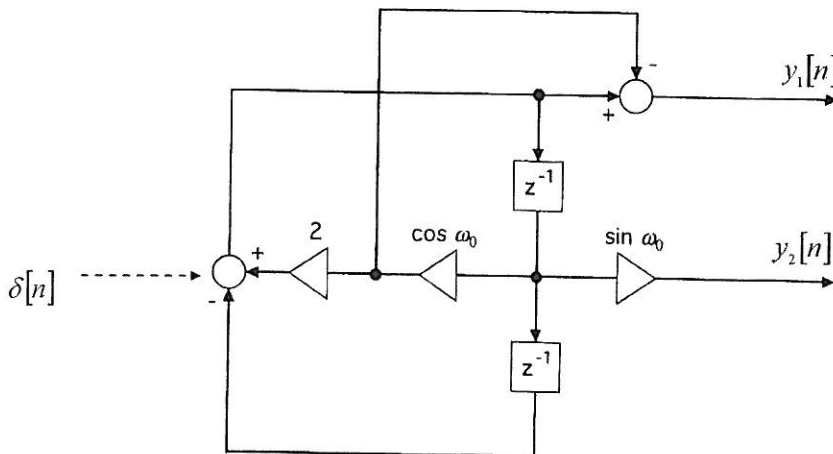 -
y₁[n]
+
z⁻¹
2
cos ω₀
sin ω₀
y₂[n]
+
δ[n]
-
z⁻¹